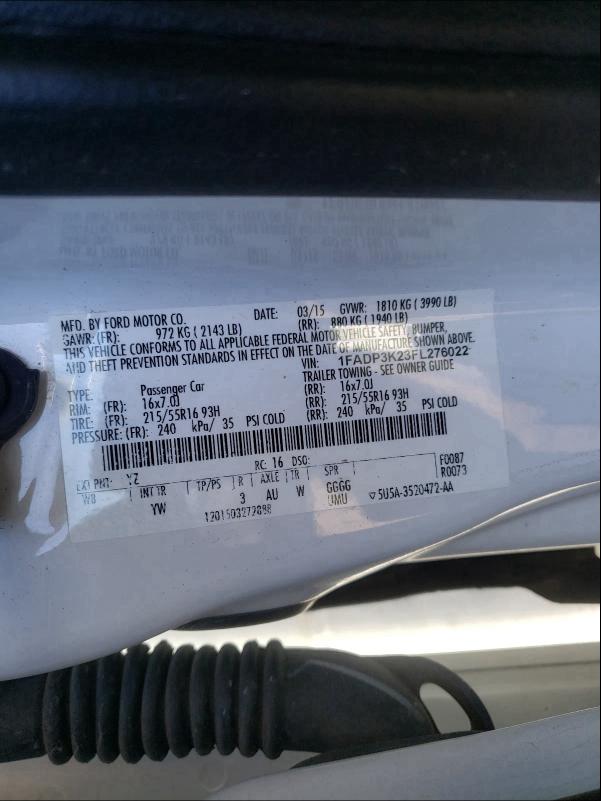 MFD. BY FORD MOTOR CO. DATE: 03/15 GVWR: 1810 KG ( 3990 LB)
GAWR: (FR): 972 KG ( 2143 LB) (RR): 880 KG ( 1940 LB)
THIS VEHICLE CONFORMS TO ALL APPLICABLE FEDERAL MOTOR VEHICLE SAFETY, BUMPER,
AND THEFT PREVENTION STANDARDS IN EFFECT ON THE DATE OF MANUFACTURE SHOWN ABOVE.
VIN: 1FADP3K23FL276022
TYPE: Passenger Car TRAILER TOWING - SEE OWNER GUIDE
RIM: (FR): 16x7.0J (RR): 16x7.0J
TIRE: (FR): 215/55R16 93H (RR): 215/55R16 93H
PRESSURE: (FR): 240 kPa/ 35 PSI COLD (RR): 240 kPa/ 35 PSI COLD
EXT PNT: YZ RC: 16 DSO: F0087
WB INT TR TP/PS R AXLE TR SPR R0073
YW 3 AU W GGGG
UMU 5U5A-3520472-AA